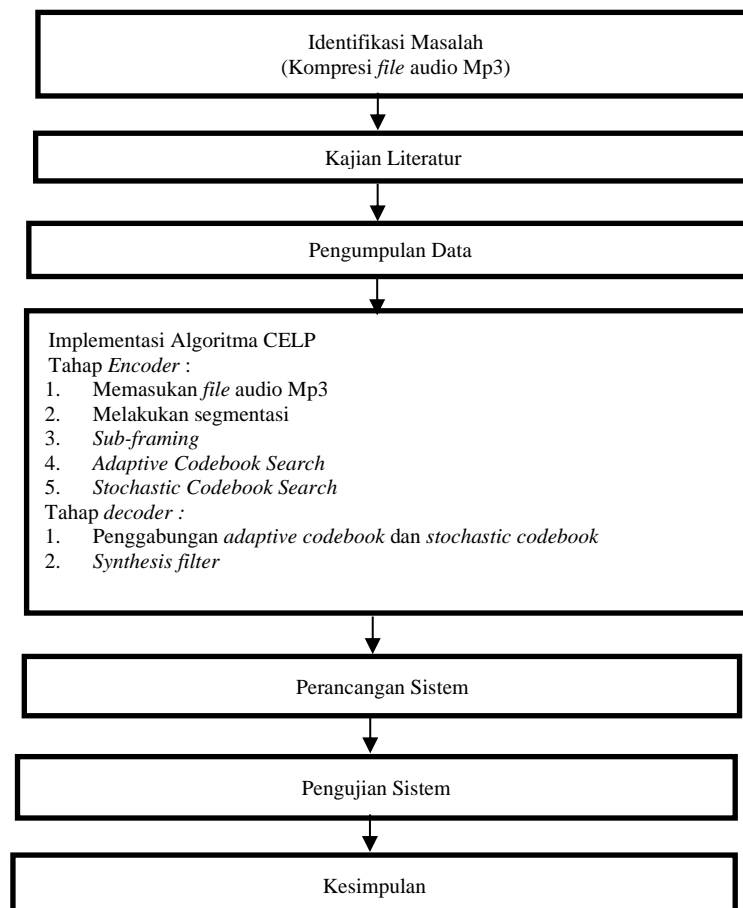 Identifikasi Masalah
(Kompresi file audio Mp3)
Kajian Literatur
Pengumpulan Data
Implementasi Algoritma CELP
Tahap Encoder :
1. Memasukan file audio Mp3
2. Melakukan segmentasi
3. Sub-framing
4. Adaptive Codebook Search
5. Stochastic Codebook Search
Tahap decoder :
1. Penggabungan adaptive codebook dan stochastic codebook
2. Synthesis filter
Perancangan Sistem
Pengujian Sistem
Kesimpulan